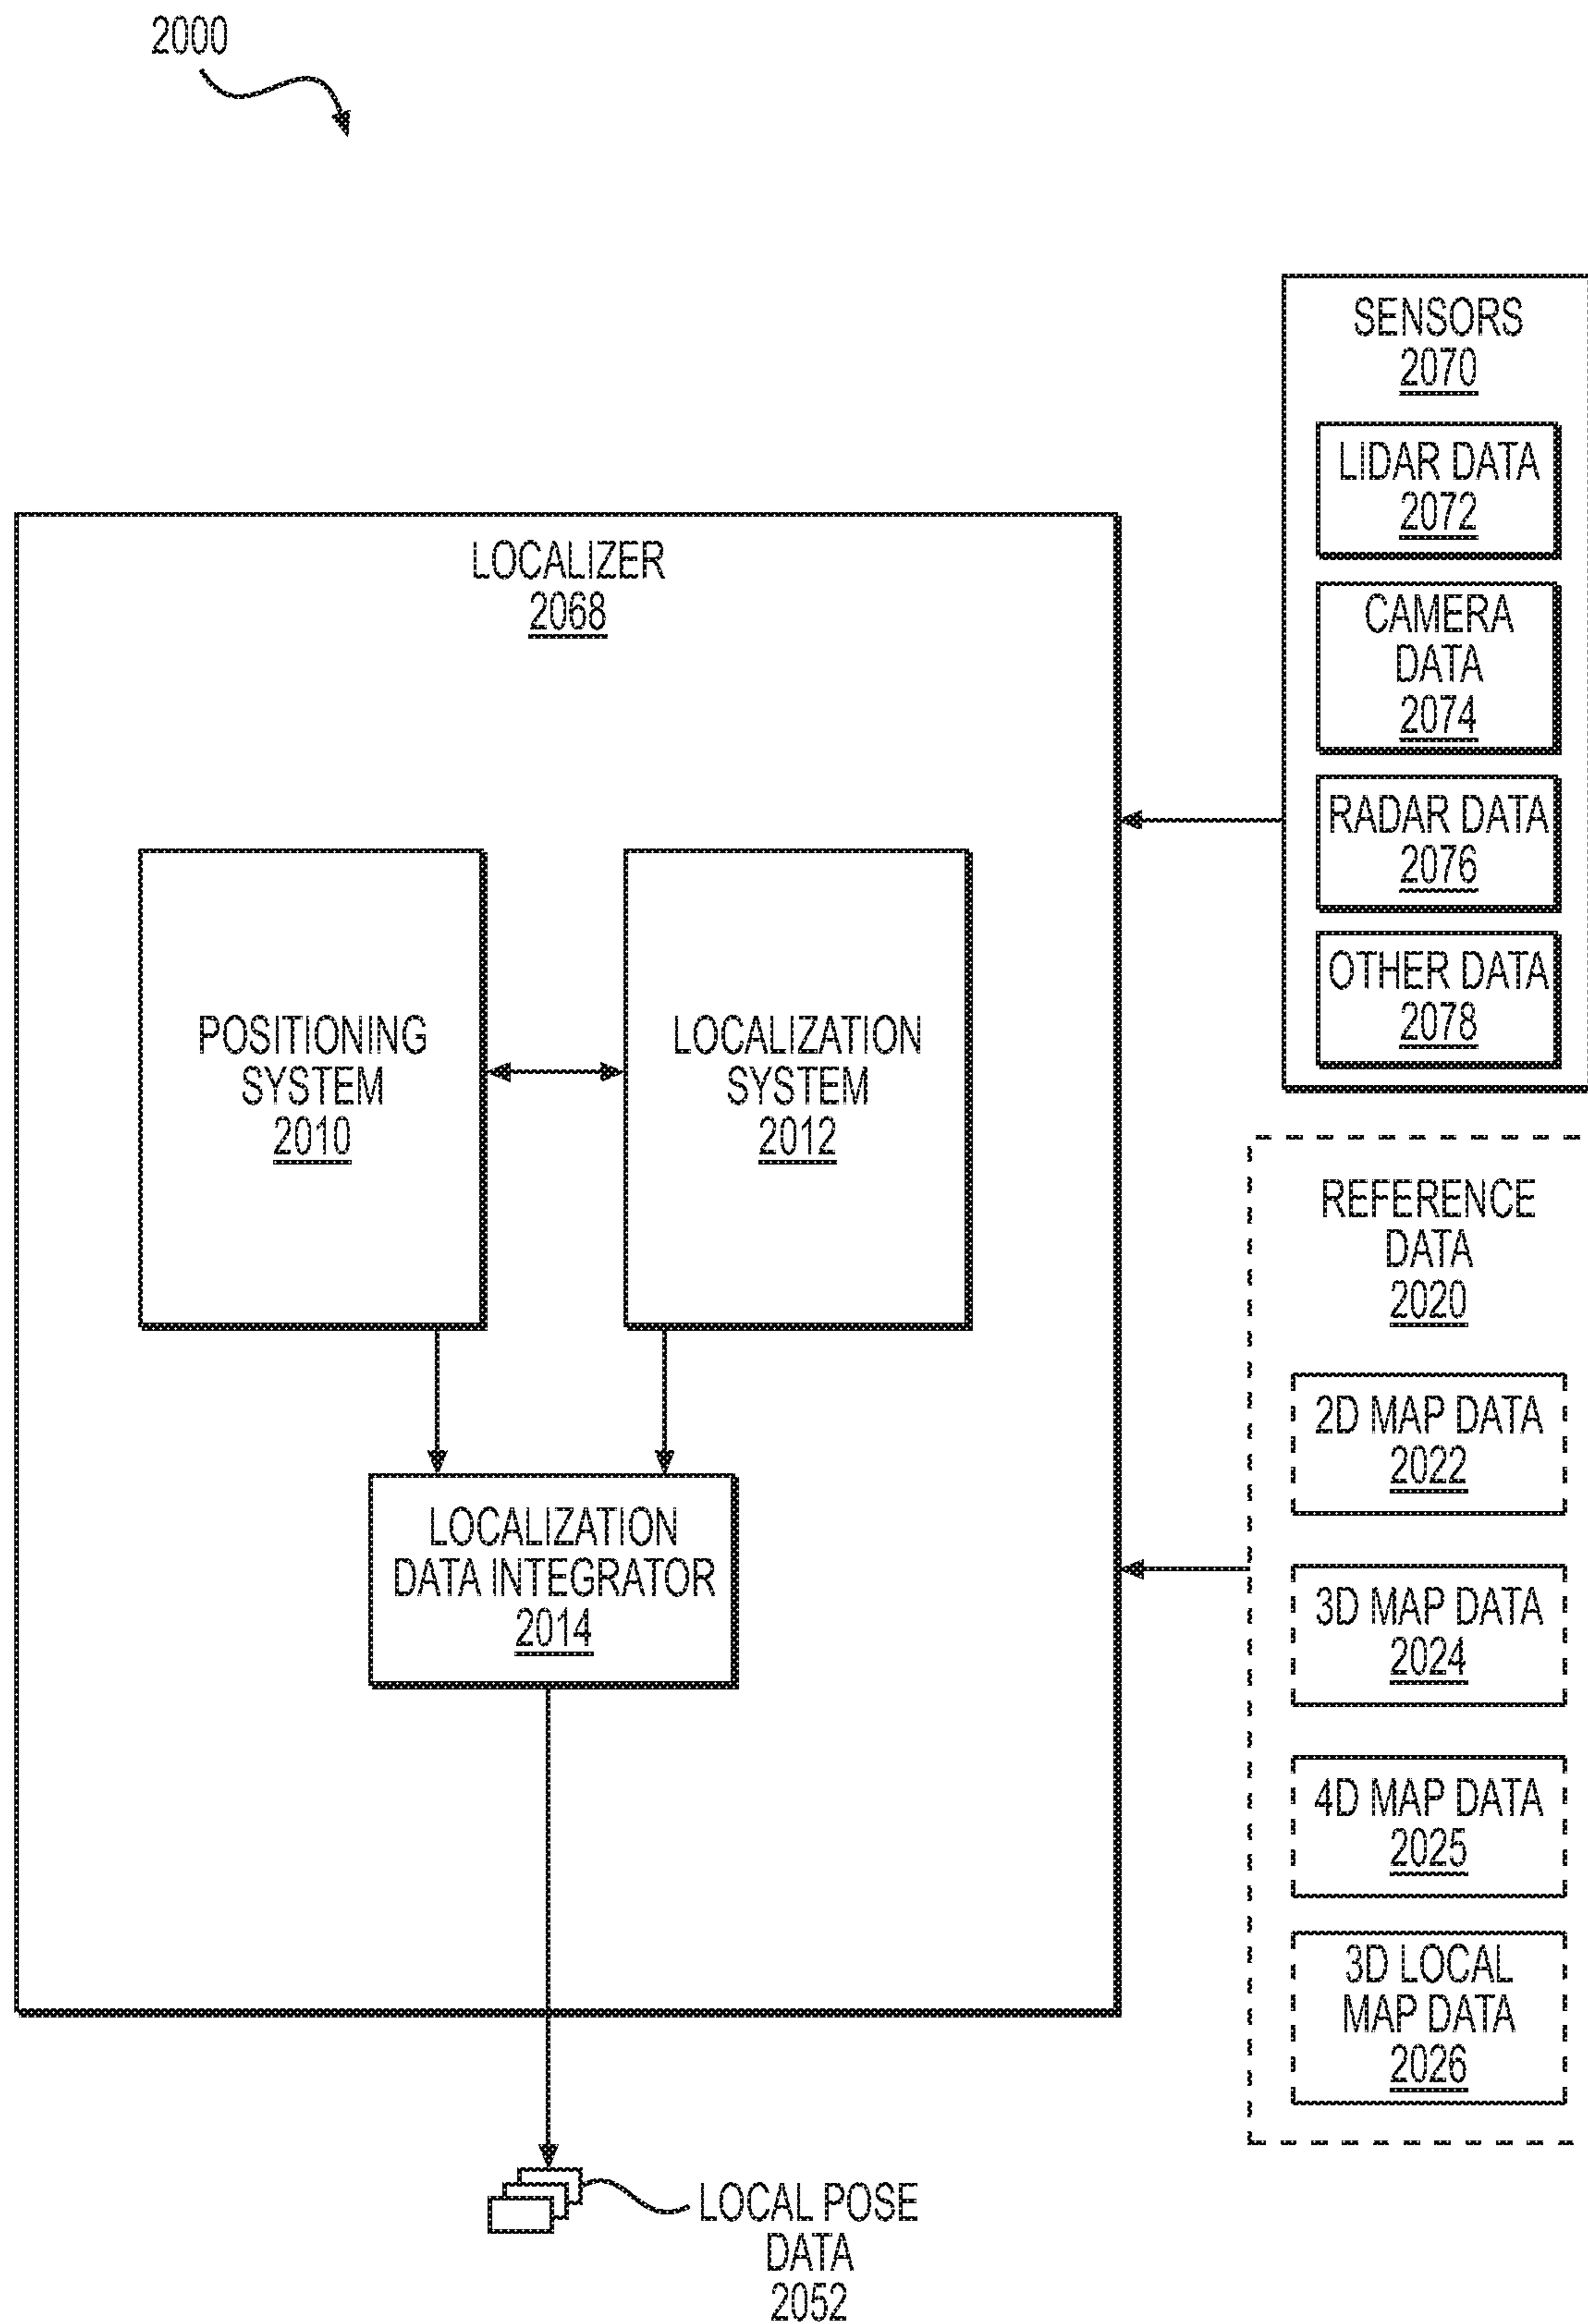 2000
SENSORS
2070
LIDAR DATA
2072
CAMERA
DATA
2074
RADAR DATA
2076
OTHER DATA
2078
LOCALIZER
2068
POSITIONING
SYSTEM
2010
LOCALIZATION
SYSTEM
2012
LOCALIZATION
DATA INTEGRATOR
2014
REFERENCE
DATA
2020
2D MAP DATA
2022
3D MAP DATA
2024
4D MAP DATA
2025
3D LOCAL
MAP DATA
2026
LOCAL POSE
DATA
2052